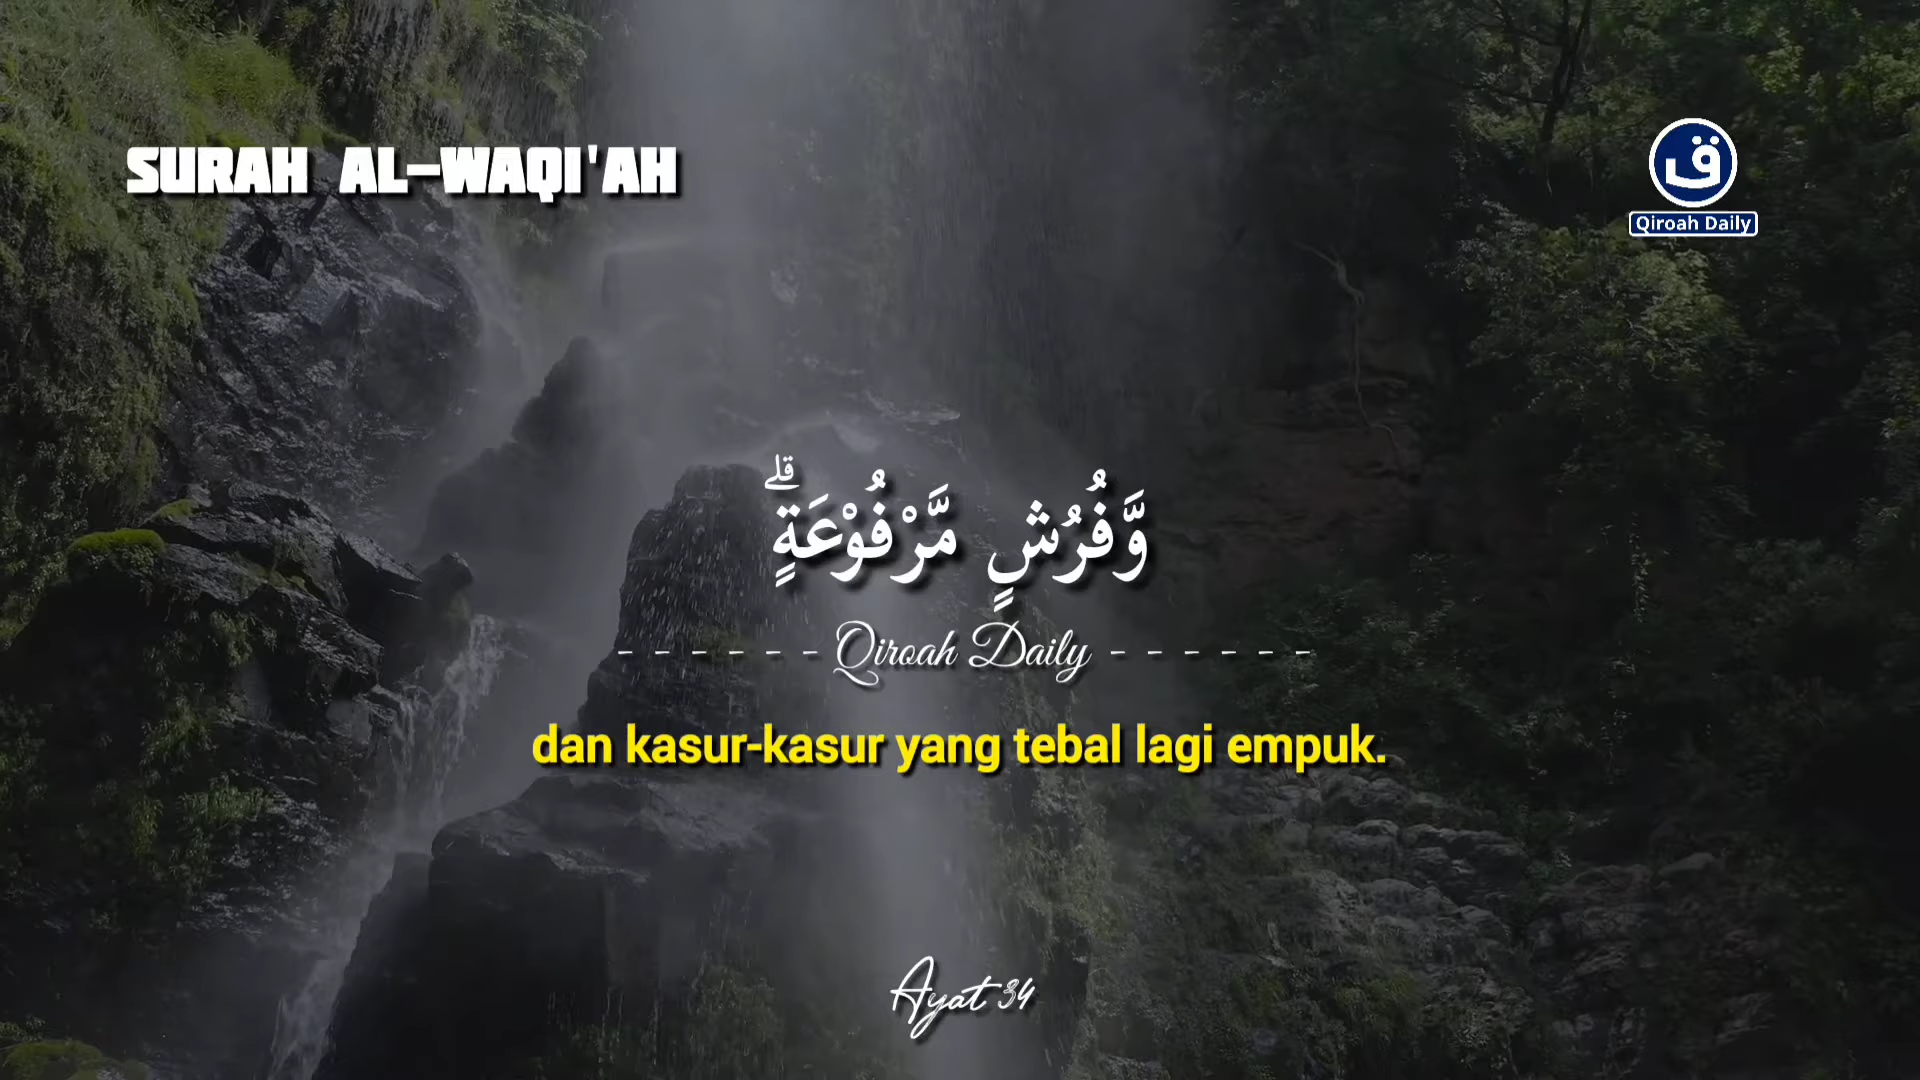 SURAH AL-WAQI'AH
ق
Qiroah Daily
وَّفُرُشٍ مَّرْفُوْعَةٍۗ
- - - - - - Qiroah Daily - - - - - -
dan kasur-kasur yang tebal lagi empuk.
Ayat 34